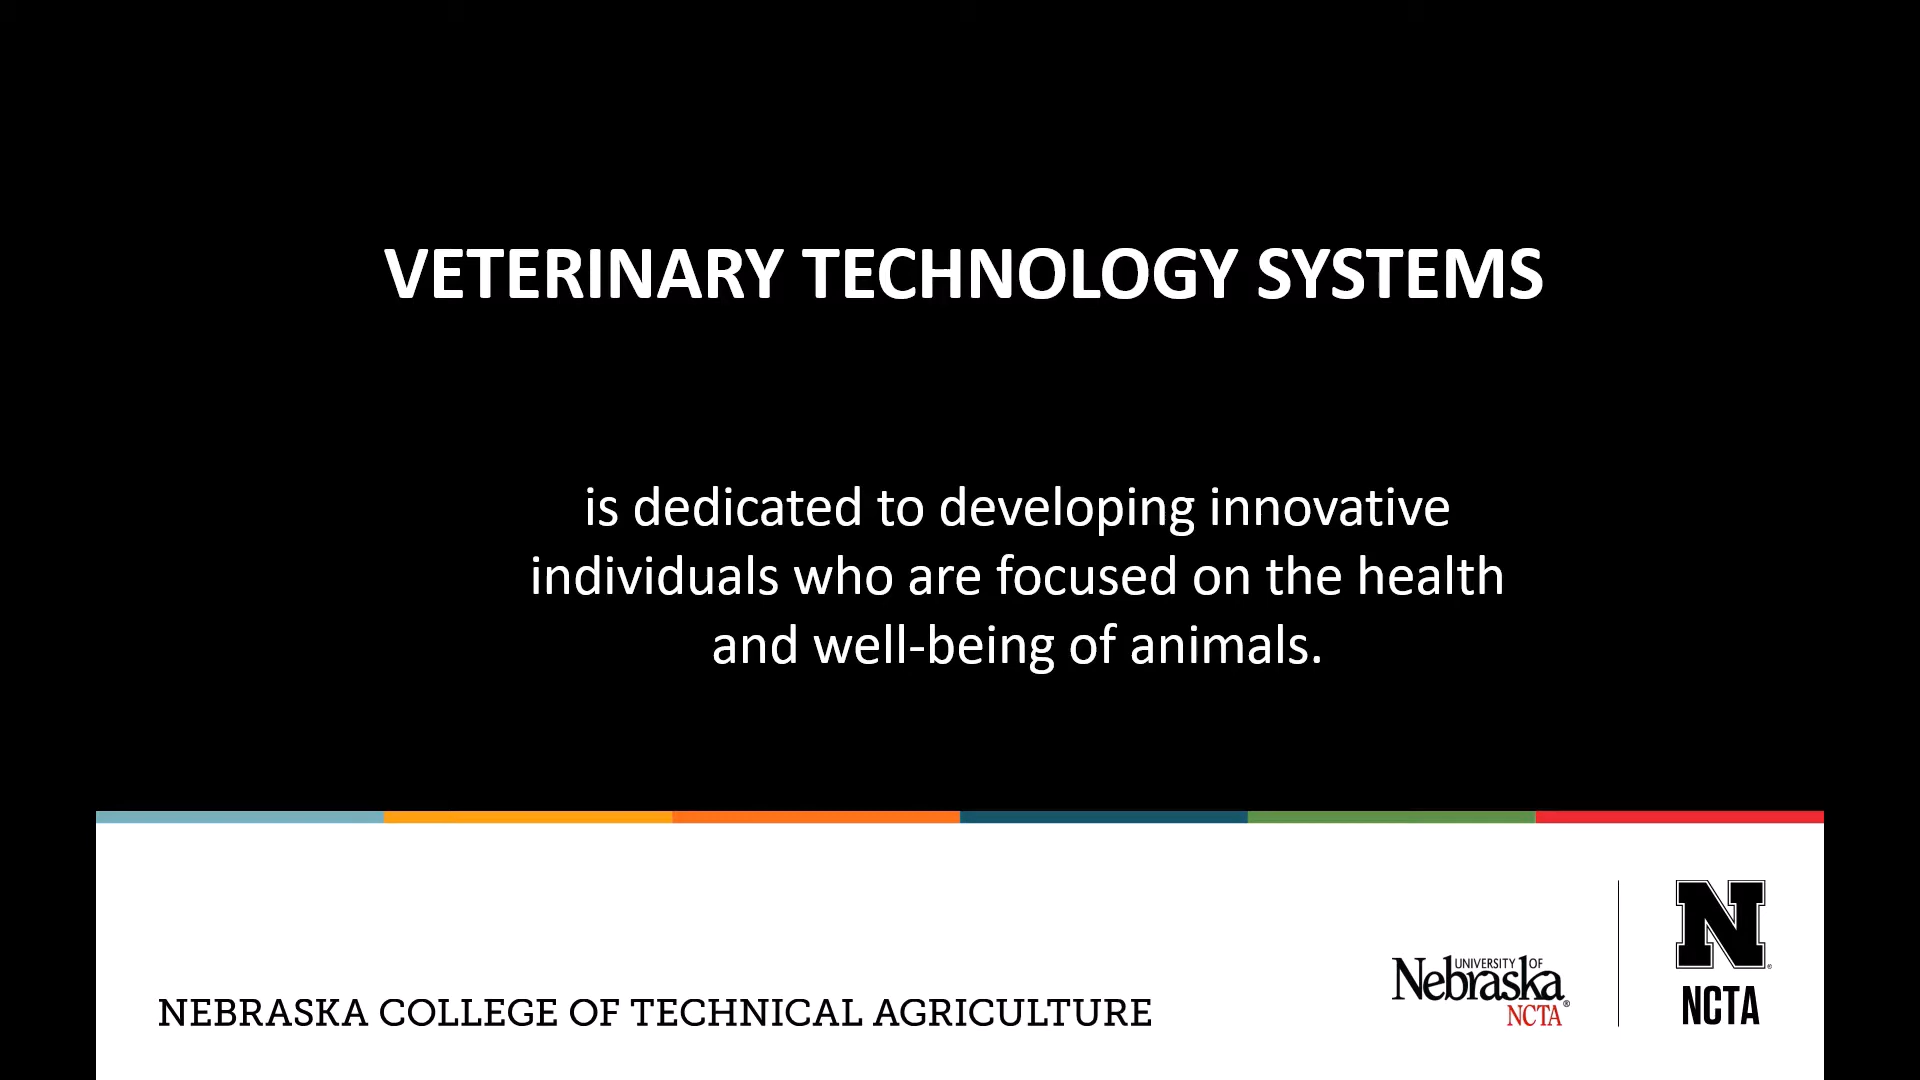 VETERINARY TECHNOLOGY SYSTEMS
is dedicated to developing innovative
individuals who are focused on the health
and well-being of animals.
NEBRASKA COLLEGE OF TECHNICAL AGRICULTURE
UNIVERSITY OF
Nebraska®
NCTA
N®
NCTA